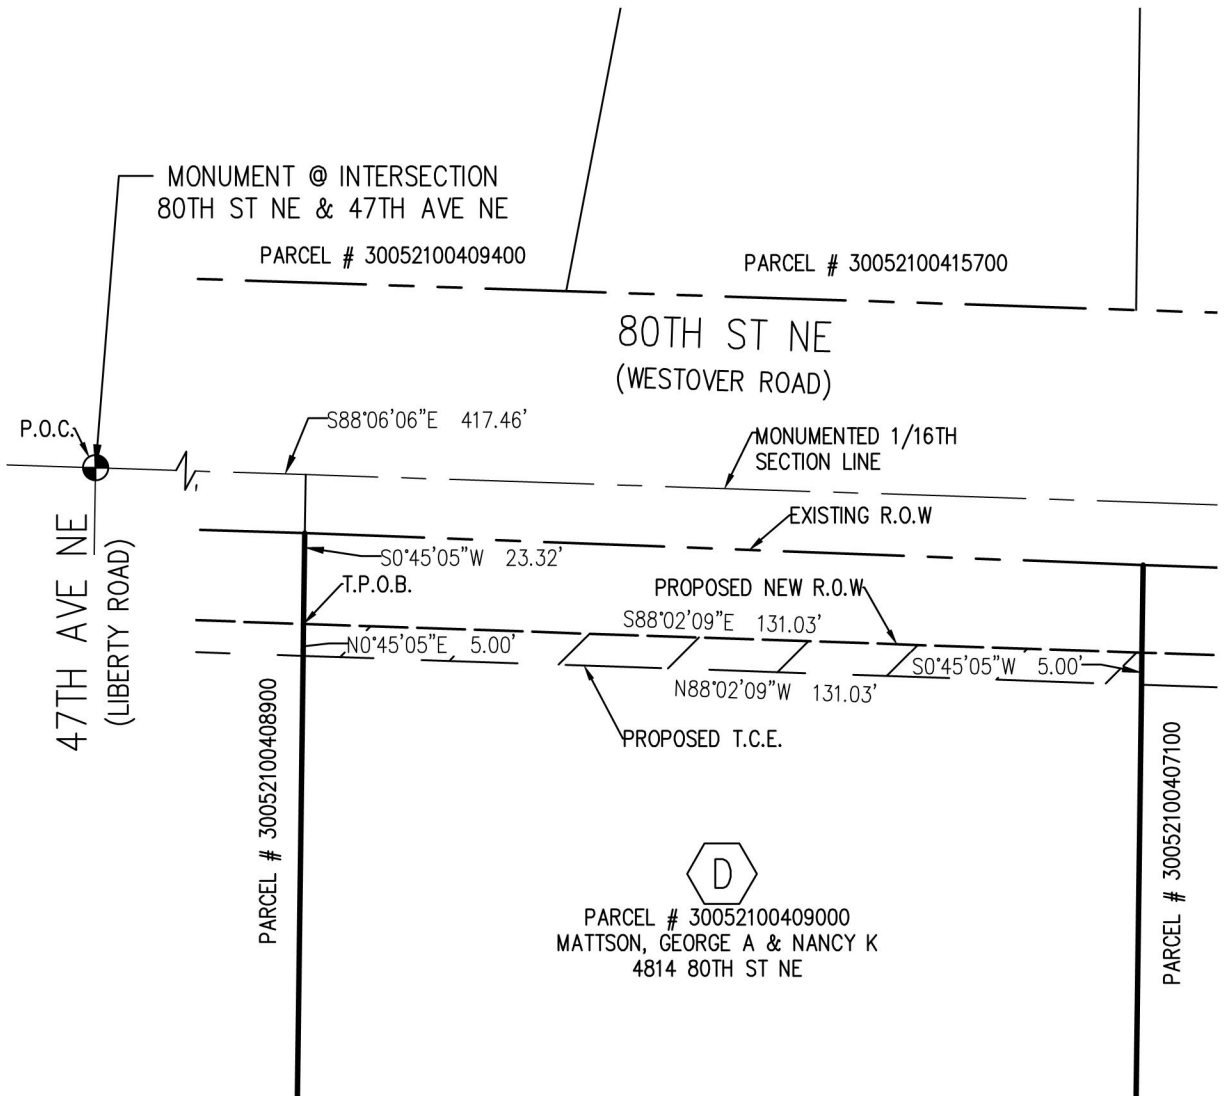 MONUMENT @ INTERSECTION
80TH ST NE & 47TH AVE NE
PARCEL # 30052100409400
PARCEL # 30052100415700
80TH ST NE
(WESTOVER ROAD)
P.O.C.
S88°06'06"E 417.46'
MONUMENTED 1/16TH
SECTION LINE
EXISTING R.O.W
47TH AVE NE
(LIBERTY ROAD)
S0°45'05"W 23.32'
T.P.O.B.
PROPOSED NEW R.O.W
S88°02'09"E 131.03'
N0°45'05"E 5.00'
S0°45'05"W 5.00'
N88°02'09"W 131.03'
PROPOSED T.C.E.
PARCEL # 30052100408900
PARCEL # 30052100407100
D
PARCEL # 30052100409000
MATTSON, GEORGE A & NANCY K
4814 80TH ST NE